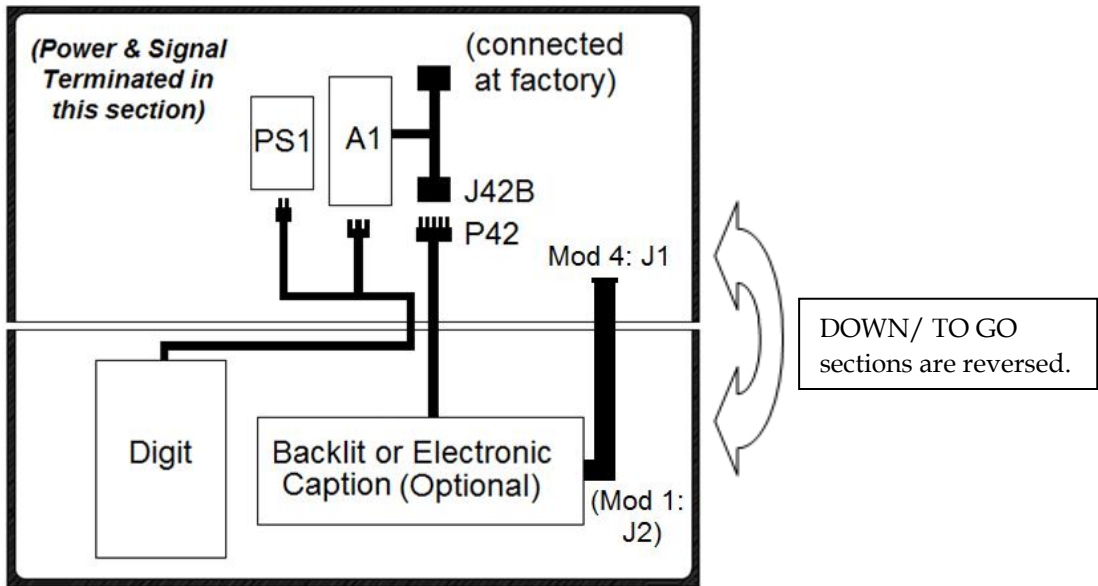 (Power & Signal
Terminated in
this section)
(connected
at factory)
PS1
A1
J42B
P42
Mod 4: J1
DOWN/ TO GO
sections are reversed.
Digit
Backlit or Electronic
Caption (Optional)
(Mod 1:
J2)